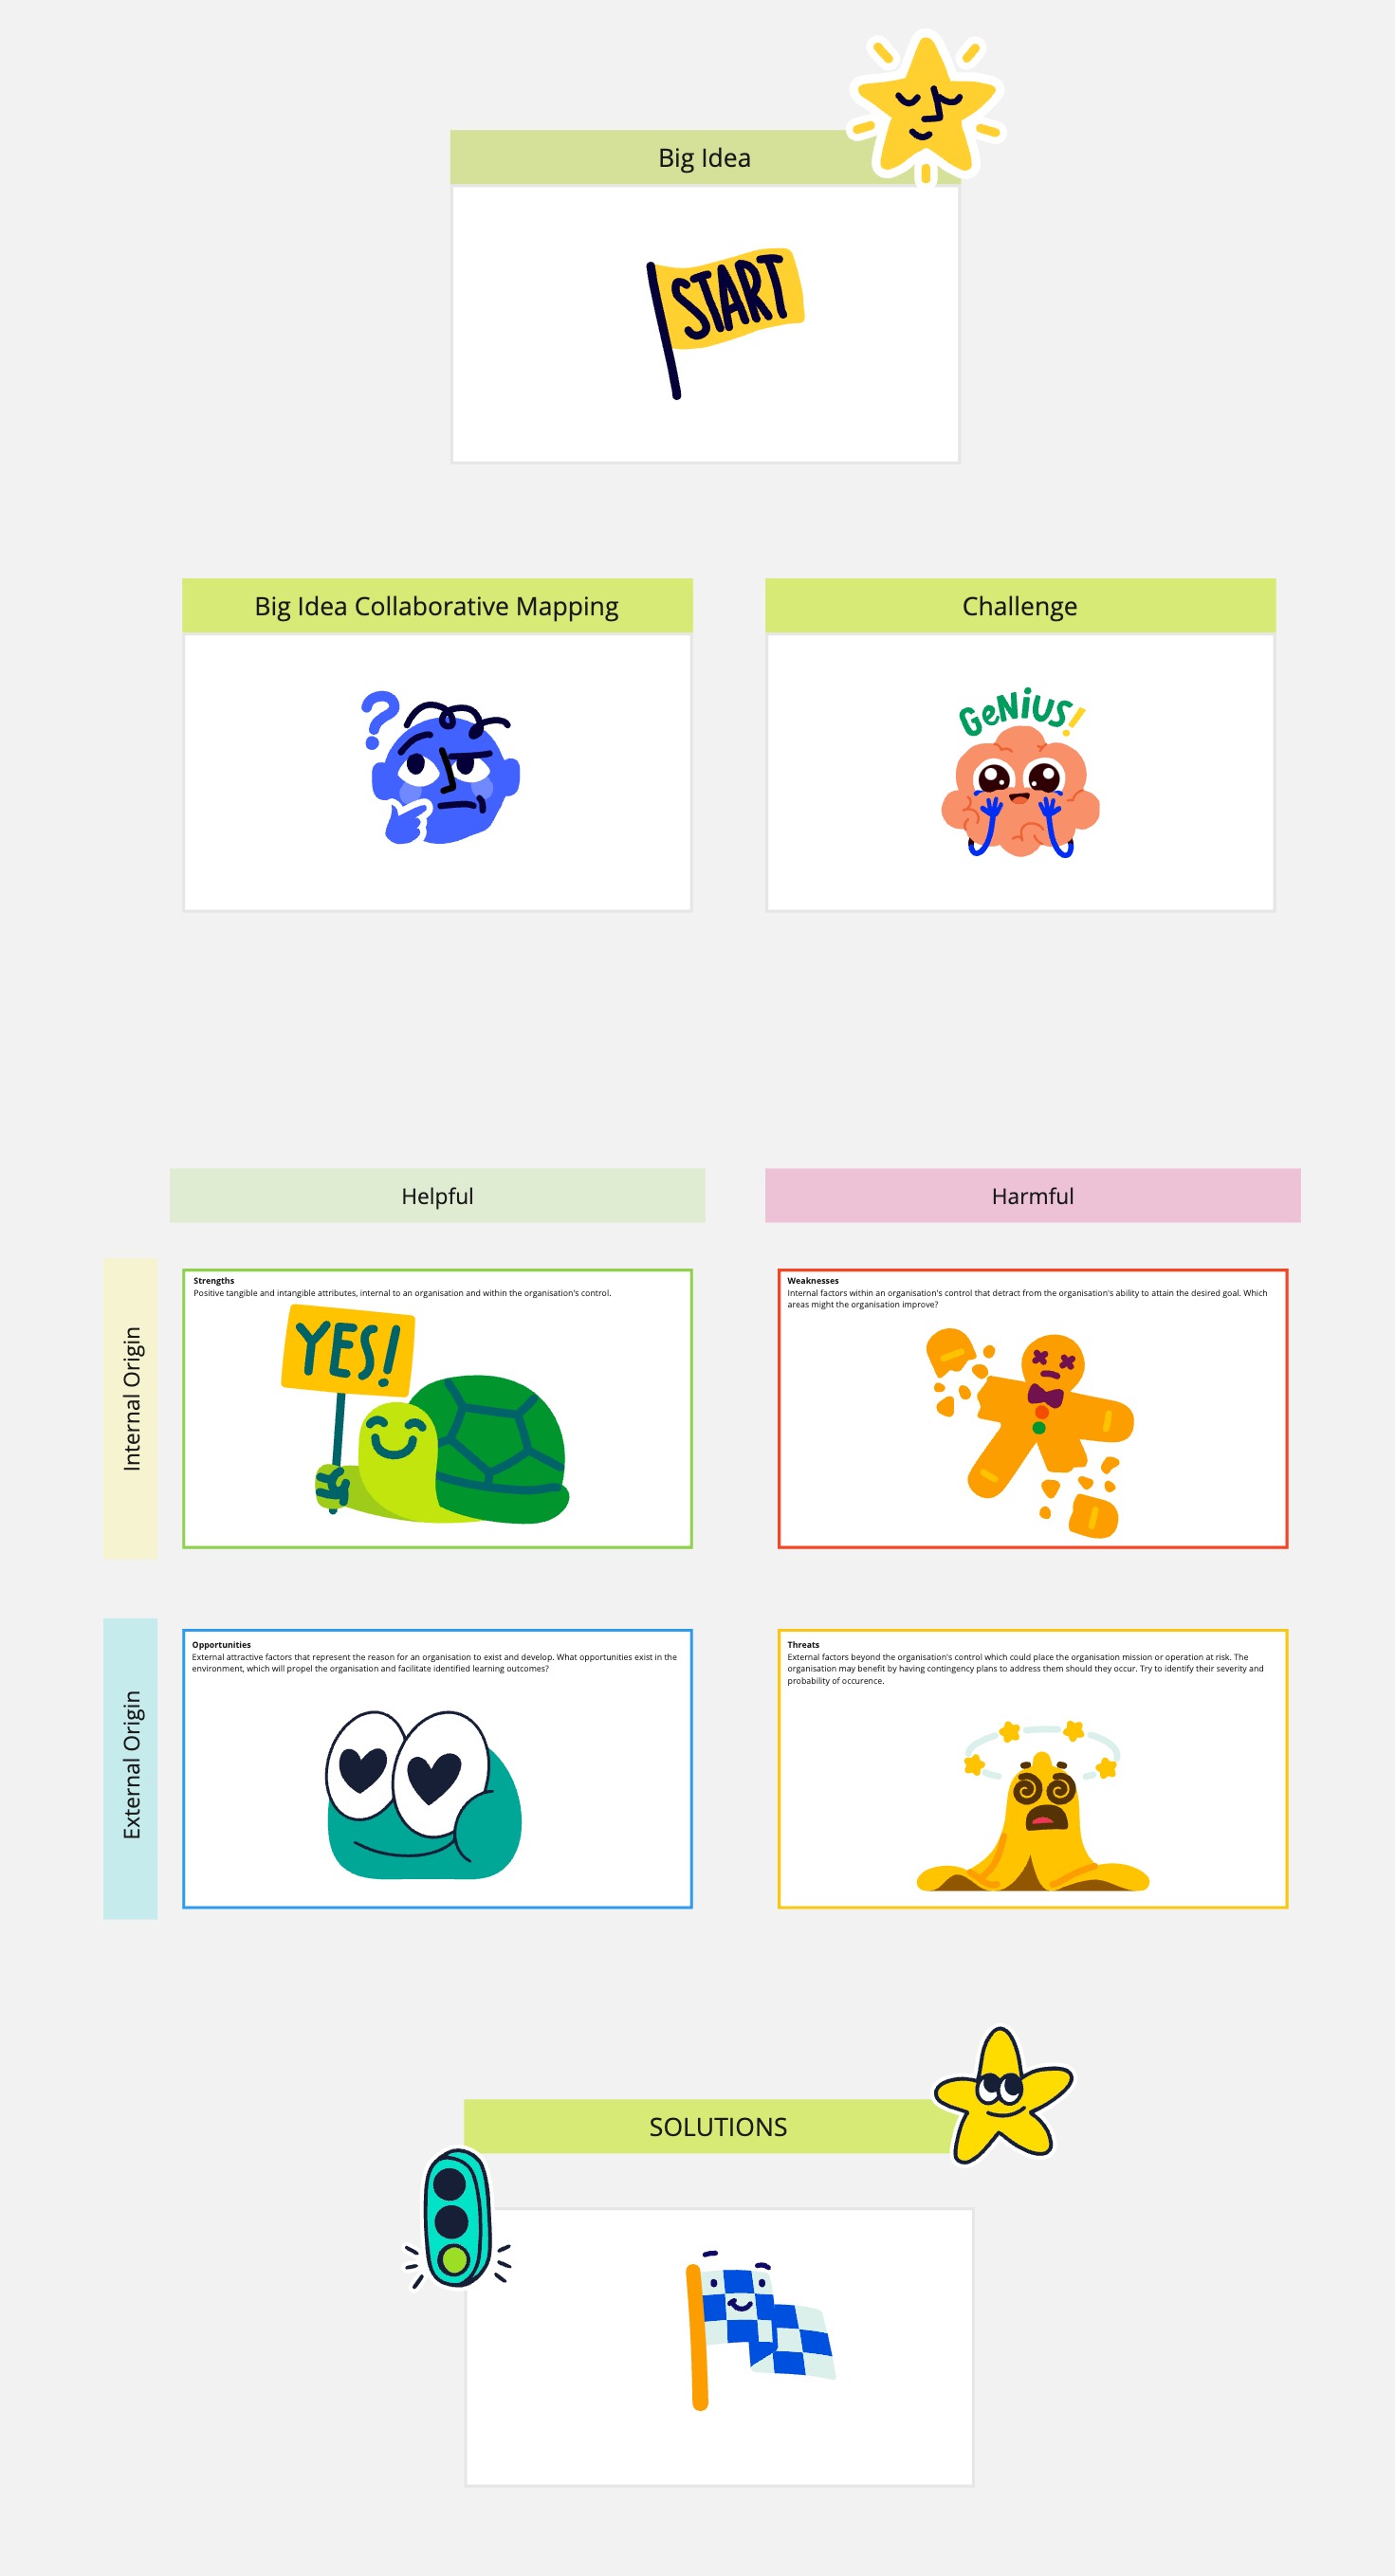 Big Idea
START
Big Idea Collaborative Mapping
Challenge
?
GeNiUS!
Helpful
Harmful
Internal Origin
Strengths
Positive tangible and intangible attributes, internal to an organisation and within the organisation's control.
YES!
Weaknesses
Internal factors within an organisation's control that detract from the organisation's ability to attain the desired goal. Which
areas might the organisation improve?
External Origin
Opportunities
External attractive factors that represent the reason for an organisation to exist and develop. What opportunities exist in the
environment, which will propel the organisation and facilitate identified learning outcomes?
Threats
External factors beyond the organisation's control which could place the organisation mission or operation at risk. The
organisation may benefit by having contingency plans to address them should they occur. Try to identify their severity and
probability of occurence.
SOLUTIONS